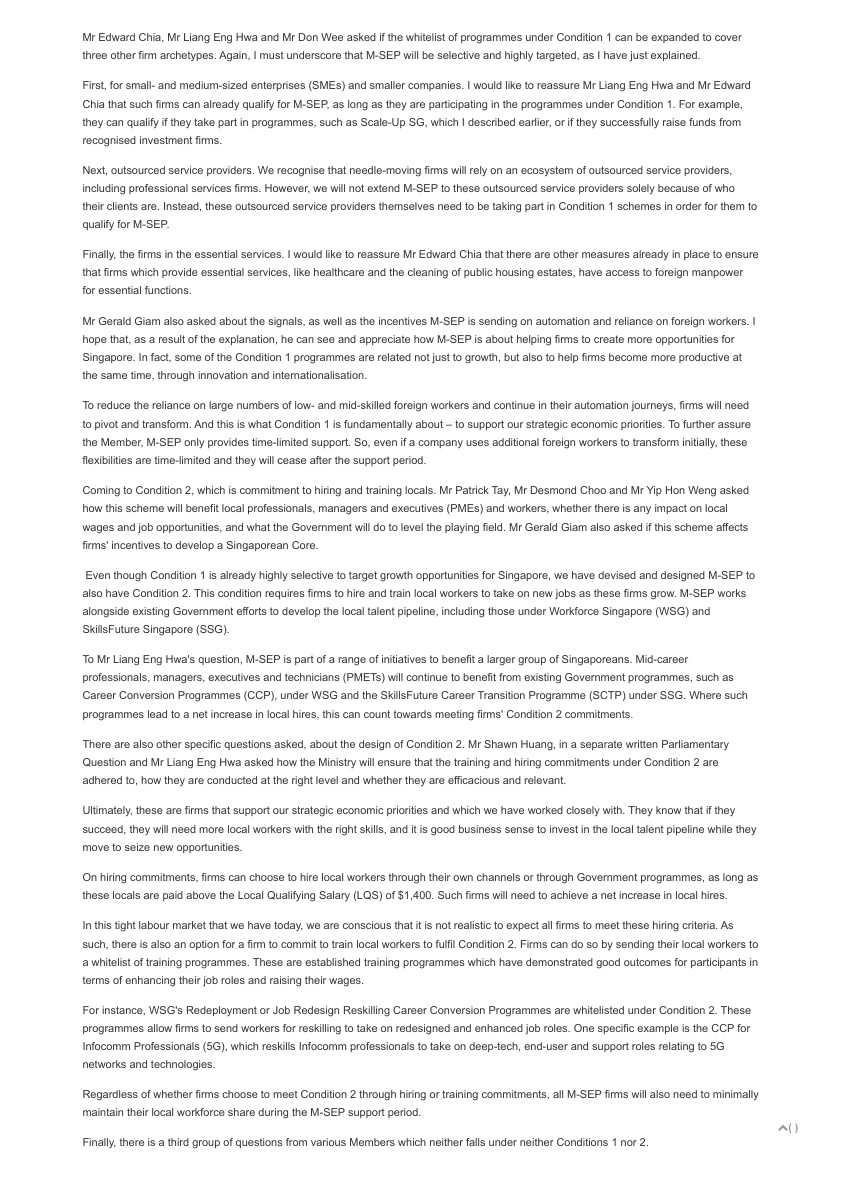 Mr Edward Chia, Mr Liang Eng Hwa and Mr Don Wee asked if the whitelist of programmes under Condition 1 can be expanded to cover
three other firm archetypes. Again, I must underscore that M-SEP will be selective and highly targeted, as I have just explained.
First, for small- and medium-sized enterprises (SMEs) and smaller companies. I would like to reassure Mr Liang Eng Hwa and Mr Edward
Chia that such firms can already qualify for M-SEP, as long as they are participating in the programmes under Condition 1. For example,
they can qualify if they take part in programmes, such as Scale-Up SG, which I described earlier, or if they successfully raise funds from
recognised investment firms.
Next, outsourced service providers. We recognise that needle-moving firms will rely on an ecosystem of outsourced service providers,
including professional services firms. However, we will not extend M-SEP to these outsourced service providers solely because of who
their clients are. Instead, these outsourced service providers themselves need to be taking part in Condition 1 schemes in order for them to
qualify for M-SEP.
Finally, the firms in the essential services. I would like to reassure Mr Edward Chia that there are other measures already in place to ensure
that firms which provide essential services, like healthcare and the cleaning of public housing estates, have access to foreign manpower
for essential functions.
Mr Gerald Giam also asked about the signals, as well as the incentives M-SEP is sending on automation and reliance on foreign workers. I
hope that, as a result of the explanation, he can see and appreciate how M-SEP is about helping firms to create more opportunities for
Singapore. In fact, some of the Condition 1 programmes are related not just to growth, but also to help firms become more productive at
the same time, through innovation and internationalisation.
To reduce the reliance on large numbers of low- and mid-skilled foreign workers and continue in their automation journeys, firms will need
to pivot and transform. And this is what Condition 1 is fundamentally about – to support our strategic economic priorities. To further assure
the Member, M-SEP only provides time-limited support. So, even if a company uses additional foreign workers to transform initially, these
flexibilities are time-limited and they will cease after the support period.
Coming to Condition 2, which is commitment to hiring and training locals. Mr Patrick Tay, Mr Desmond Choo and Mr Yip Hon Weng asked
how this scheme will benefit local professionals, managers and executives (PMEs) and workers, whether there is any impact on local
wages and job opportunities, and what the Government will do to level the playing field. Mr Gerald Giam also asked if this scheme affects
firms' incentives to develop a Singaporean Core.
Even though Condition 1 is already highly selective to target growth opportunities for Singapore, we have devised and designed M-SEP to
also have Condition 2. This condition requires firms to hire and train local workers to take on new jobs as these firms grow. M-SEP works
alongside existing Government efforts to develop the local talent pipeline, including those under Workforce Singapore (WSG) and
SkillsFuture Singapore (SSG).
To Mr Liang Eng Hwa's question, M-SEP is part of a range of initiatives to benefit a larger group of Singaporeans. Mid-career
professionals, managers, executives and technicians (PMETs) will continue to benefit from existing Government programmes, such as
Career Conversion Programmes (CCP), under WSG and the SkillsFuture Career Transition Programme (SCTP) under SSG. Where such
programmes lead to a net increase in local hires, this can count towards meeting firms' Condition 2 commitments.
There are also other specific questions asked, about the design of Condition 2. Mr Shawn Huang, in a separate written Parliamentary
Question and Mr Liang Eng Hwa asked how the Ministry will ensure that the training and hiring commitments under Condition 2 are
adhered to, how they are conducted at the right level and whether they are efficacious and relevant.
Ultimately, these are firms that support our strategic economic priorities and which we have worked closely with. They know that if they
succeed, they will need more local workers with the right skills, and it is good business sense to invest in the local talent pipeline while they
move to seize new opportunities.
On hiring commitments, firms can choose to hire local workers through their own channels or through Government programmes, as long as
these locals are paid above the Local Qualifying Salary (LQS) of $1,400. Such firms will need to achieve a net increase in local hires.
In this tight labour market that we have today, we are conscious that it is not realistic to expect all firms to meet these hiring criteria. As
such, there is also an option for a firm to commit to train local workers to fulfil Condition 2. Firms can do so by sending their local workers to
a whitelist of training programmes. These are established training programmes which have demonstrated good outcomes for participants in
terms of enhancing their job roles and raising their wages.
For instance, WSG's Redeployment or Job Redesign Reskilling Career Conversion Programmes are whitelisted under Condition 2. These
programmes allow firms to send workers for reskilling to take on redesigned and enhanced job roles. One specific example is the CCP for
Infocomm Professionals (5G), which reskills Infocomm professionals to take on deep-tech, end-user and support roles relating to 5G
networks and technologies.
Regardless of whether firms choose to meet Condition 2 through hiring or training commitments, all M-SEP firms will also need to minimally
maintain their local workforce share during the M-SEP support period.
( )
Finally, there is a third group of questions from various Members which neither falls under neither Conditions 1 nor 2.